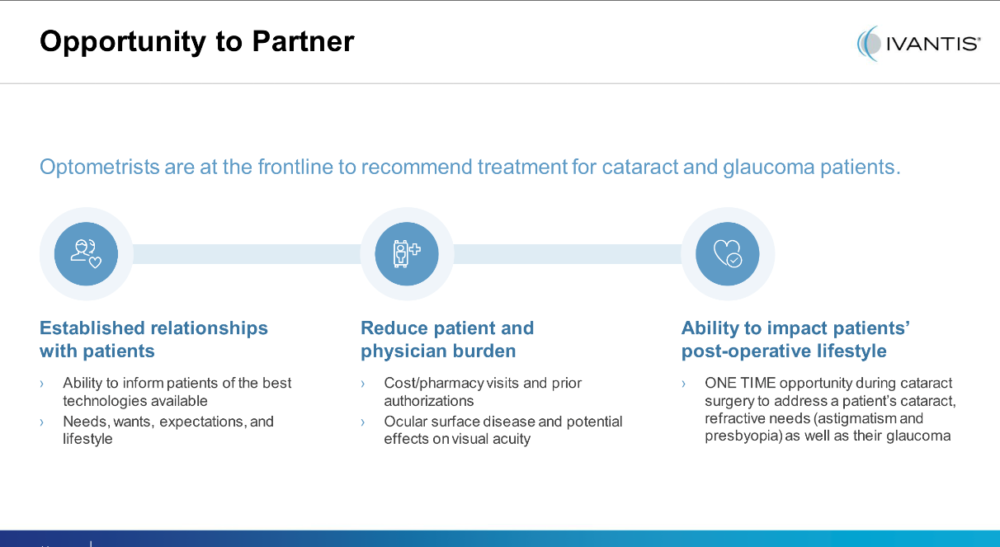 Opportunity to Partner
IVANTIS®
Optometrists are at the frontline to recommend treatment for cataract and glaucoma patients.
Established relationships
with patients
› Ability to inform patients of the best
technologies available
› Needs, wants, expectations, and
lifestyle
Reduce patient and
physician burden
› Cost/pharmacy visits and prior
authorizations
› Ocular surface disease and potential
effects on visual acuity
Ability to impact patients’
post-operative lifestyle
› ONE TIME opportunity during cataract
surgery to address a patient’s cataract,
refractive needs (astigmatism and
presbyopia) as well as their glaucoma